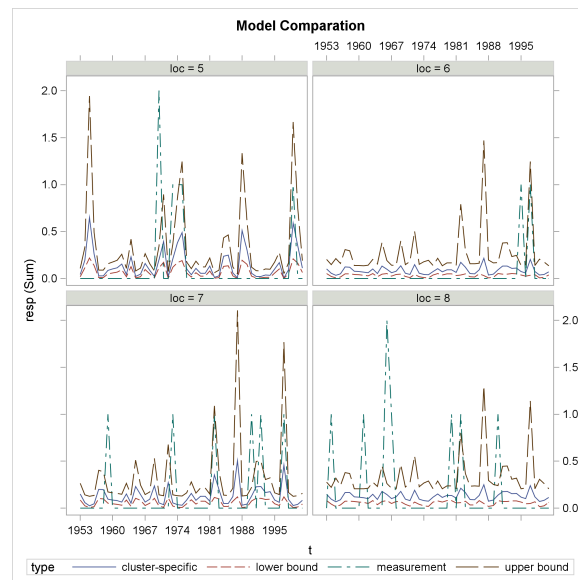 Model Comparation
1953 1960 1967 1974 1981 1988 1995
loc = 5 loc = 6
2.0
1.5
1.0
0.5
0.0
resp (Sum)
loc = 7 loc = 8
2.0
1.5
1.0
0.5
0.0
1953 1960 1967 1974 1981 1988 1995
t
type cluster-specific lower bound measurement upper bound